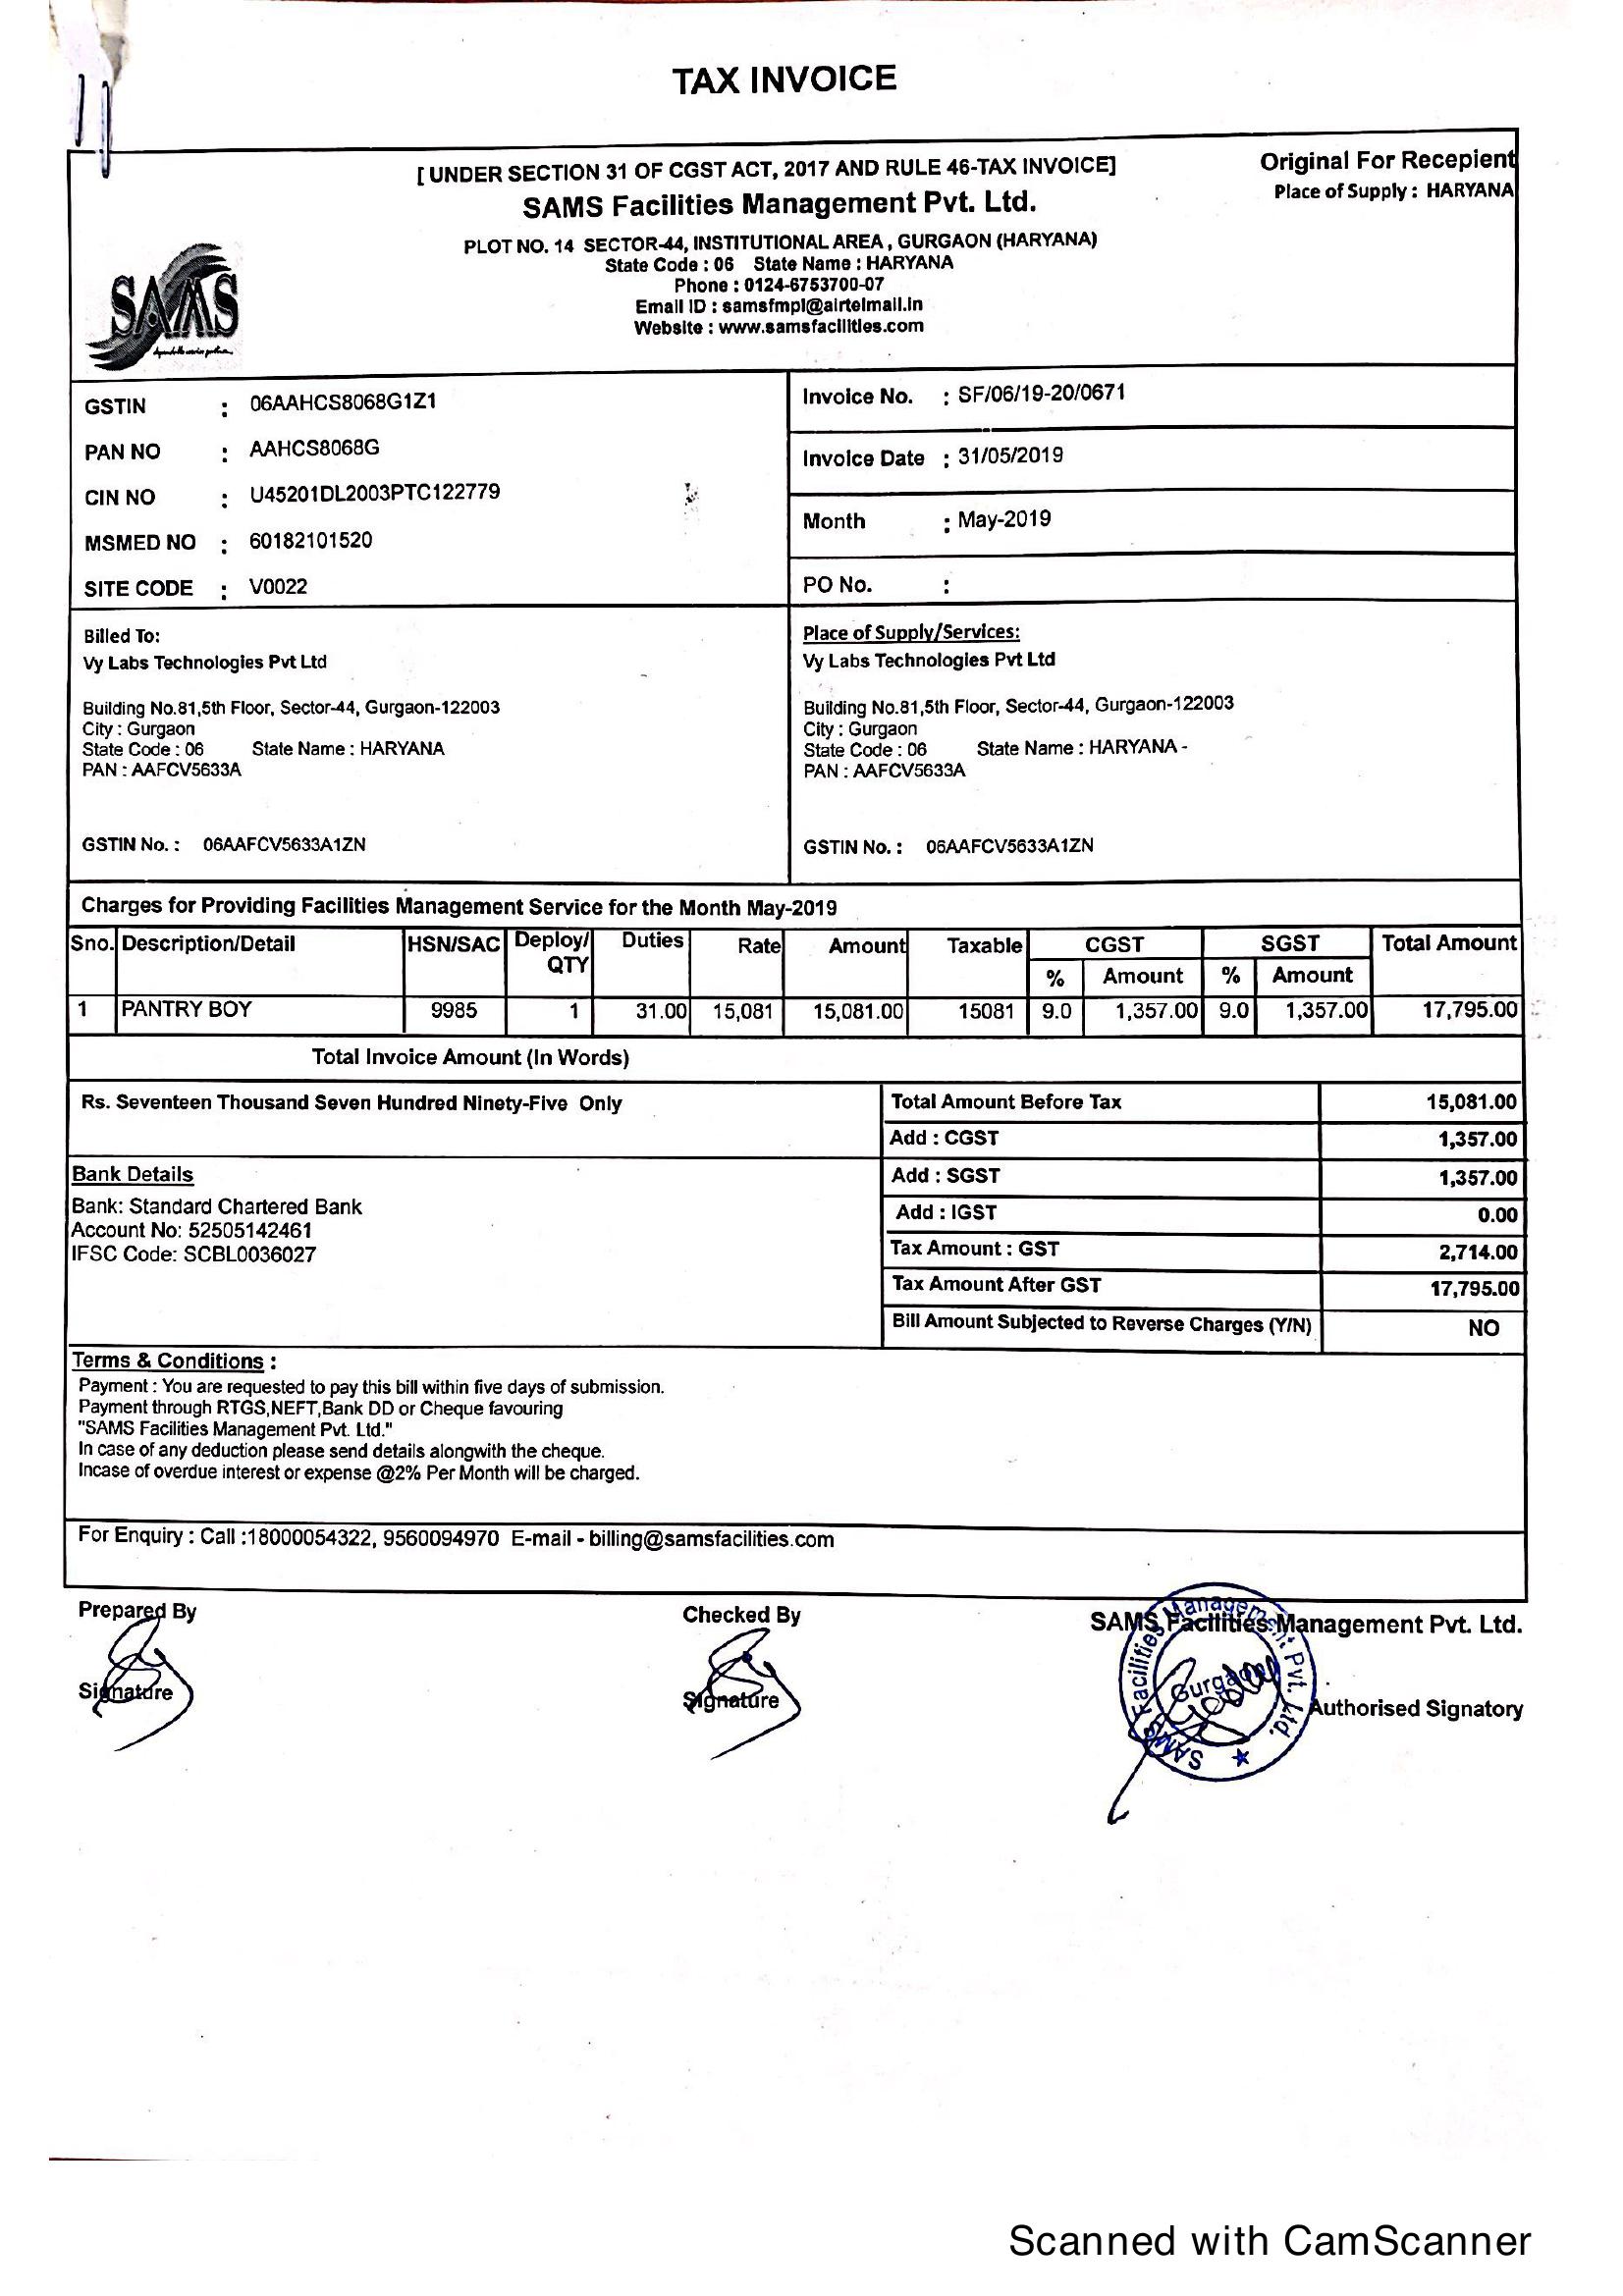 TAX INVOICE
[ UNDER SECTION 31 OF CGST ACT, 2017 AND RULE 46-TAX INVOICE]
Original For Recepient
SAMS Facilities Management Pvt. Ltd.
Place of Supply : HARYANA
PLOT NO. 14 SECTOR-44, INSTITUTIONAL AREA , GURGAON (HARYANA)
State Code : 06 State Name : HARYANA
Phone : 0124-6753700-07
Email ID : samsfmpl@airtelmail.in
Website : www.samsfacilities.com
SAMS
GSTIN : 06AAHCS8068G1Z1
PAN NO : AAHCS8068G
CIN NO : U45201DL2003PTC122779
MSMED NO : 60182101520
SITE CODE : V0022
Invoice No. : SF/06/19-20/0671
Invoice Date : 31/05/2019
Month : May-2019
PO No. :
Billed To:
Vy Labs Technologies Pvt Ltd
Building No.81,5th Floor, Sector-44, Gurgaon-122003
City : Gurgaon
State Code : 06 State Name : HARYANA
PAN : AAFCV5633A
GSTIN No. : 06AAFCV5633A1ZN
Place of Supply/Services:
Vy Labs Technologies Pvt Ltd
Building No.81,5th Floor, Sector-44, Gurgaon-122003
City : Gurgaon
State Code : 06 State Name : HARYANA -
PAN : AAFCV5633A
GSTIN No. : 06AAFCV5633A1ZN
Charges for Providing Facilities Management Service for the Month May-2019
Sno. Description/Detail HSN/SAC Deploy/ QTY Duties Rate Amount Taxable CGST SGST Total Amount
% Amount % Amount
1 PANTRY BOY 9985 1 31.00 15,081 15,081.00 15081 9.0 1,357.00 9.0 1,357.00 17,795.00
Total Invoice Amount (In Words)
Rs. Seventeen Thousand Seven Hundred Ninety-Five Only
Total Amount Before Tax 15,081.00
Add : CGST 1,357.00
Add : SGST 1,357.00
Add : IGST 0.00
Tax Amount : GST 2,714.00
Tax Amount After GST 17,795.00
Bill Amount Subjected to Reverse Charges (Y/N) NO
Bank Details
Bank: Standard Chartered Bank
Account No: 52505142461
IFSC Code: SCBL0036027
Terms & Conditions :
Payment : You are requested to pay this bill within five days of submission.
Payment through RTGS,NEFT,Bank DD or Cheque favouring
"SAMS Facilities Management Pvt. Ltd."
In case of any deduction please send details alongwith the cheque.
Incase of overdue interest or expense @2% Per Month will be charged.
For Enquiry : Call :18000054322, 9560094970 E-mail - billing@samsfacilities.com
Prepared By
Signature
Checked By
Signature
SAMS Facilities Management Pvt. Ltd.
Authorised Signatory
SAMS Facilities Management Pvt. Ltd.
Gurgaon
Scanned with CamScanner